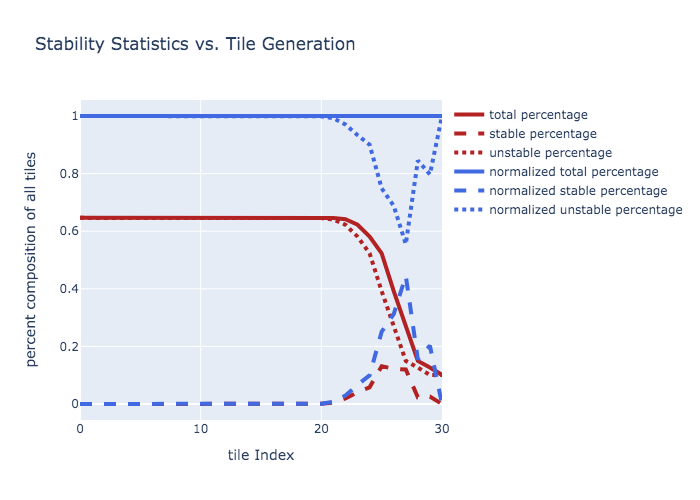 Stability Statistics vs. Tile Generation
1
0.8
0.6
0.4
0.2
0
0
10
20
30
tile Index
percent composition of all tiles
total percentage
stable percentage
unstable percentage
normalized total percentage
normalized stable percentage
normalized unstable percentage